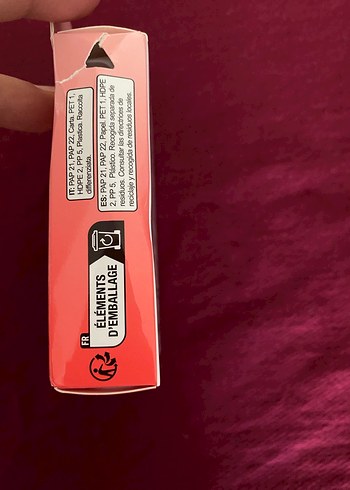 IT: PAP 21, PAP 22, Carta. PET 1,
HDPE 2, PP 5, Plastica. Raccolta
differenziata.
ES: PAP 21, PAP 22, Papel. PET 1, HDPE
2, PP 5, Plástico. Recogida separada de
residuos. Consultar las directrices de
reciclaje y recogida de residuos locales.
FR
ÉLÉMENTS
D'EMBALLAGE